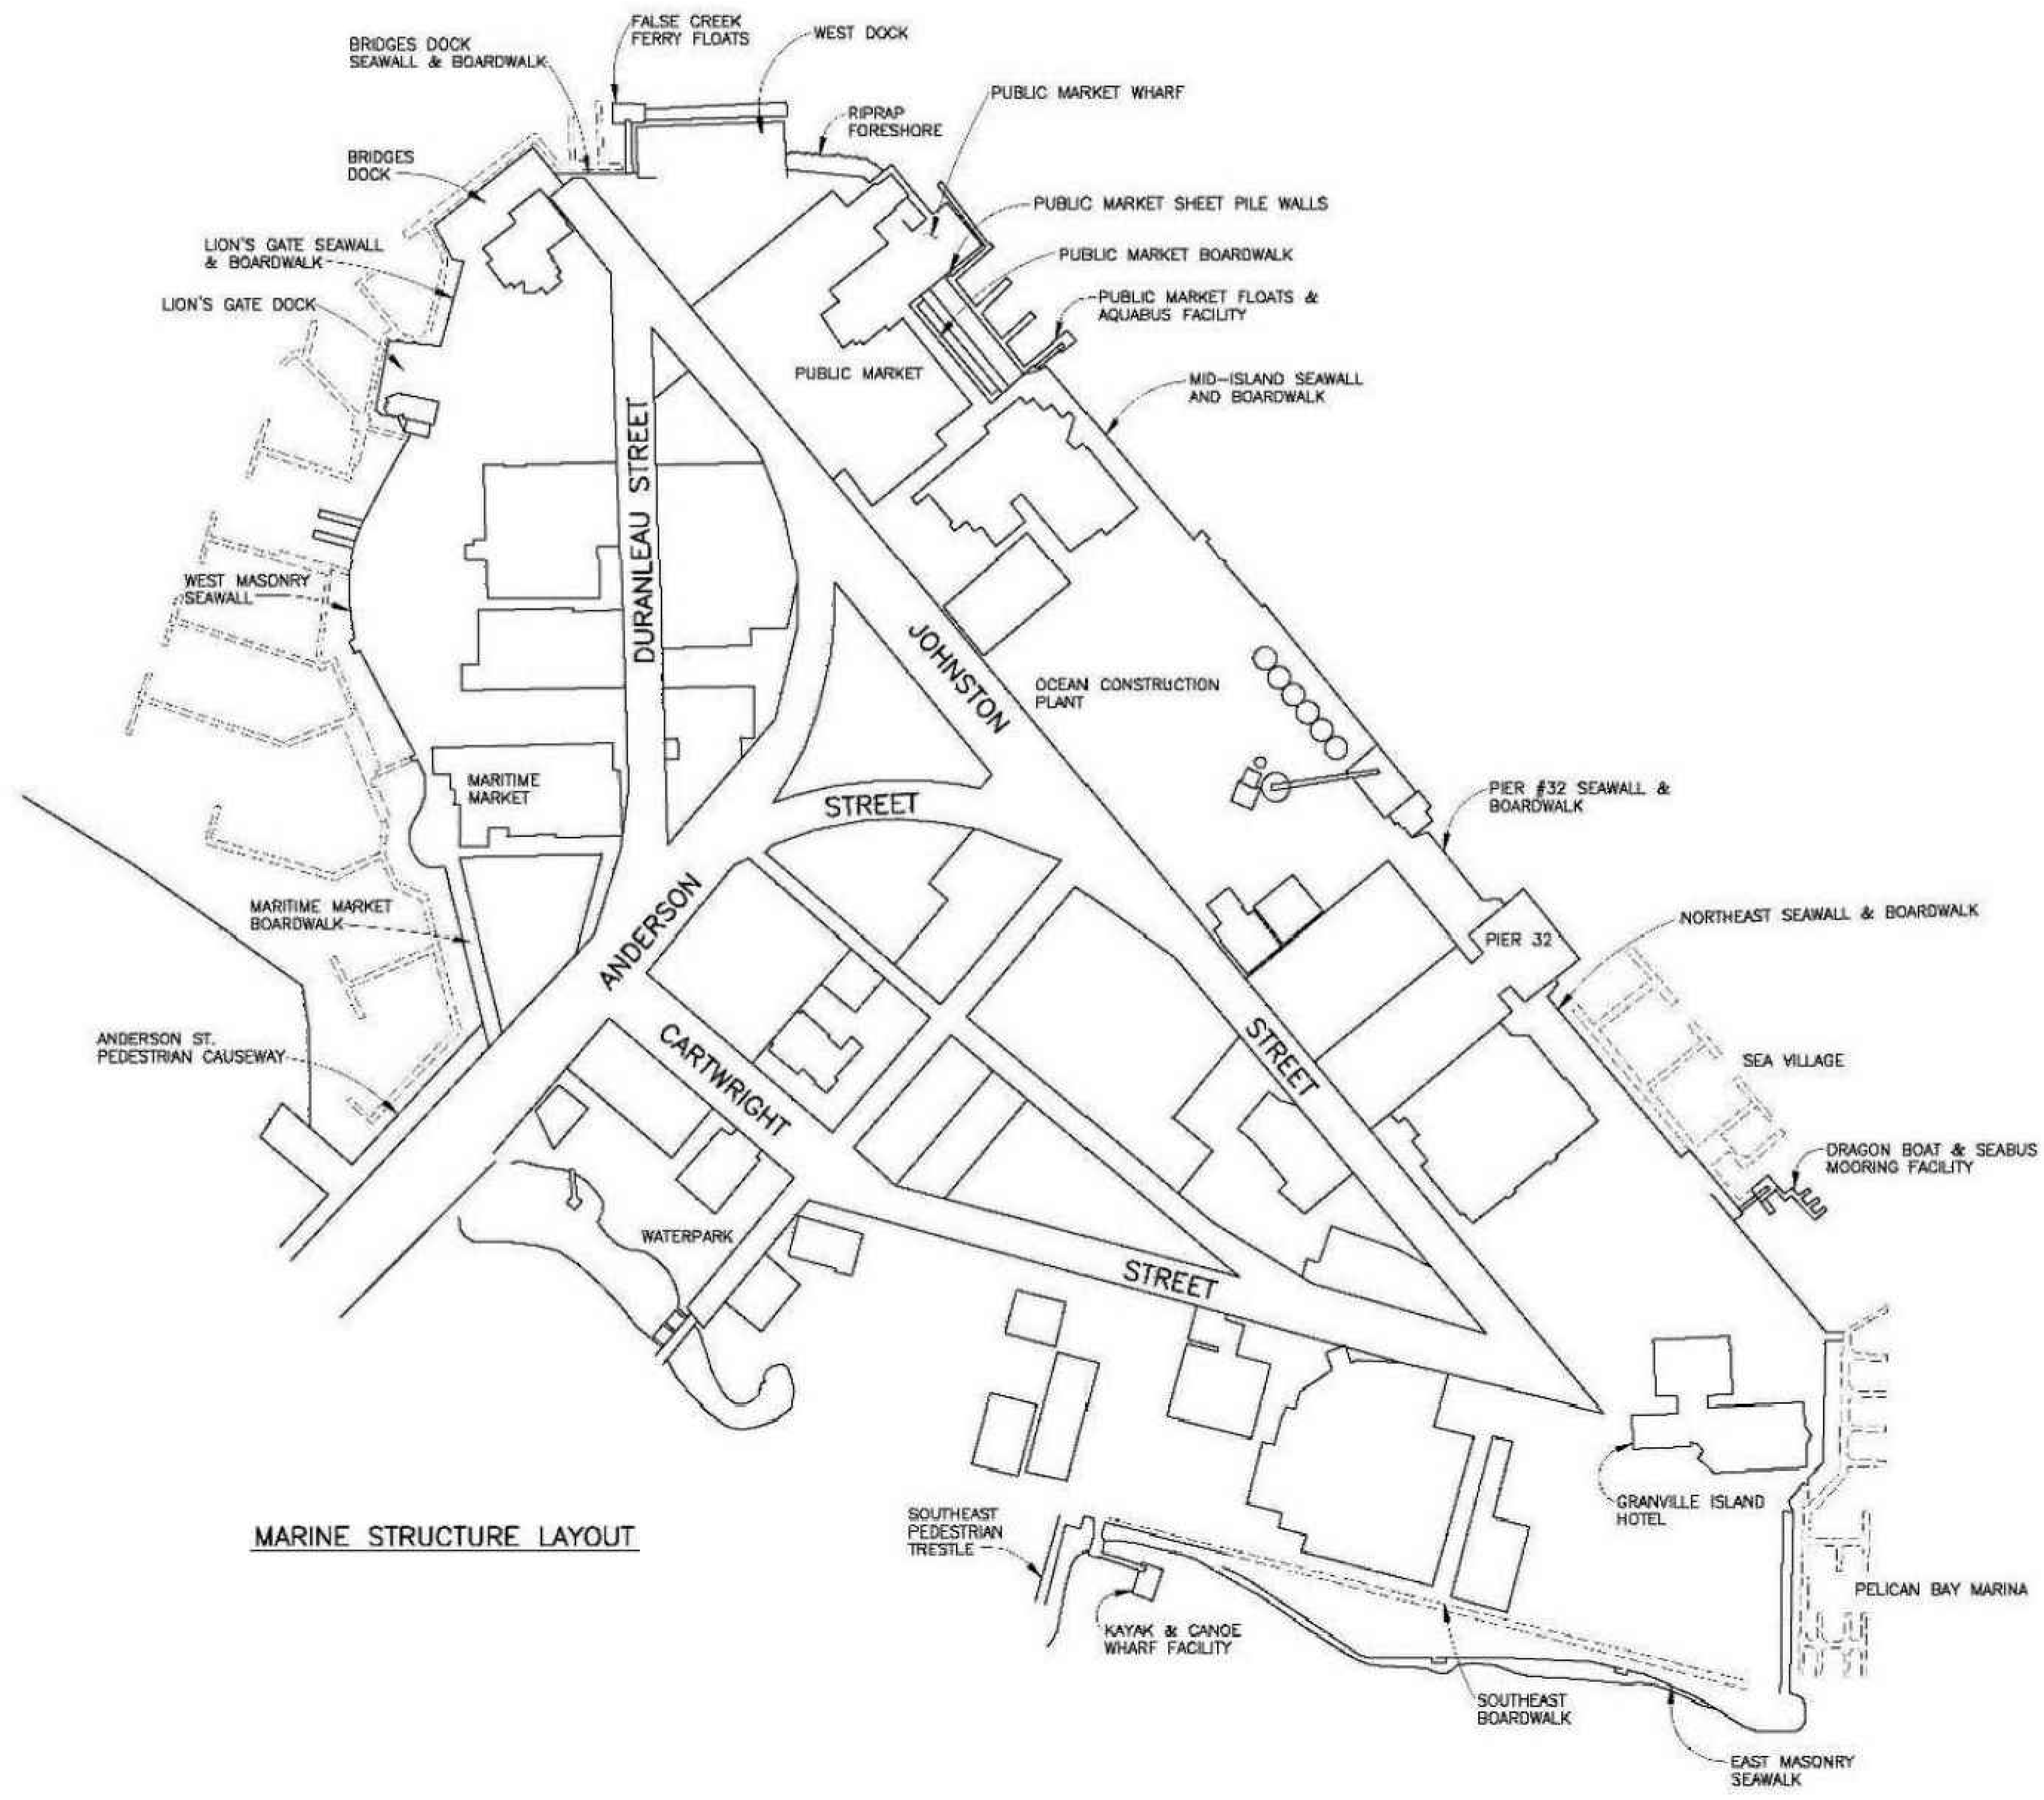 FALSE CREEK
FERRY FLOATS
WEST DOCK
BRIDGES DOCK
SEAWALL & BOARDWALK
PUBLIC MARKET WHARF
RIPRAP
FORESHORE
BRIDGES
DOCK
PUBLIC MARKET SHEET PILE WALLS
LION'S GATE SEAWALL
& BOARDWALK
PUBLIC MARKET BOARDWALK
LION'S GATE DOCK
PUBLIC MARKET FLOATS &
AQUABUS FACILITY
PUBLIC MARKET
MID-ISLAND SEAWALL
AND BOARDWALK
DURANLEAU STREET
WEST MASONRY
SEAWALL
JOHNSTON
OCEAN CONSTRUCTION
PLANT
MARITIME
MARKET
STREET
PIER #32 SEAWALL &
BOARDWALK
MARITIME MARKET
BOARDWALK
ANDERSON
PIER 32
NORTHEAST SEAWALL & BOARDWALK
ANDERSON ST.
PEDESTRIAN CAUSEWAY
CARTWRIGHT
STREET
SEA VILLAGE
DRAGON BOAT & SEABUS
MOORING FACILITY
WATERPARK
STREET
GRANVILLE ISLAND
HOTEL
MARINE STRUCTURE LAYOUT
SOUTHEAST
PEDESTRIAN
TRESTLE
PELICAN BAY MARINA
KAYAK & CANOE
WHARF FACILITY
SOUTHEAST
BOARDWALK
EAST MASONRY
SEAWALK